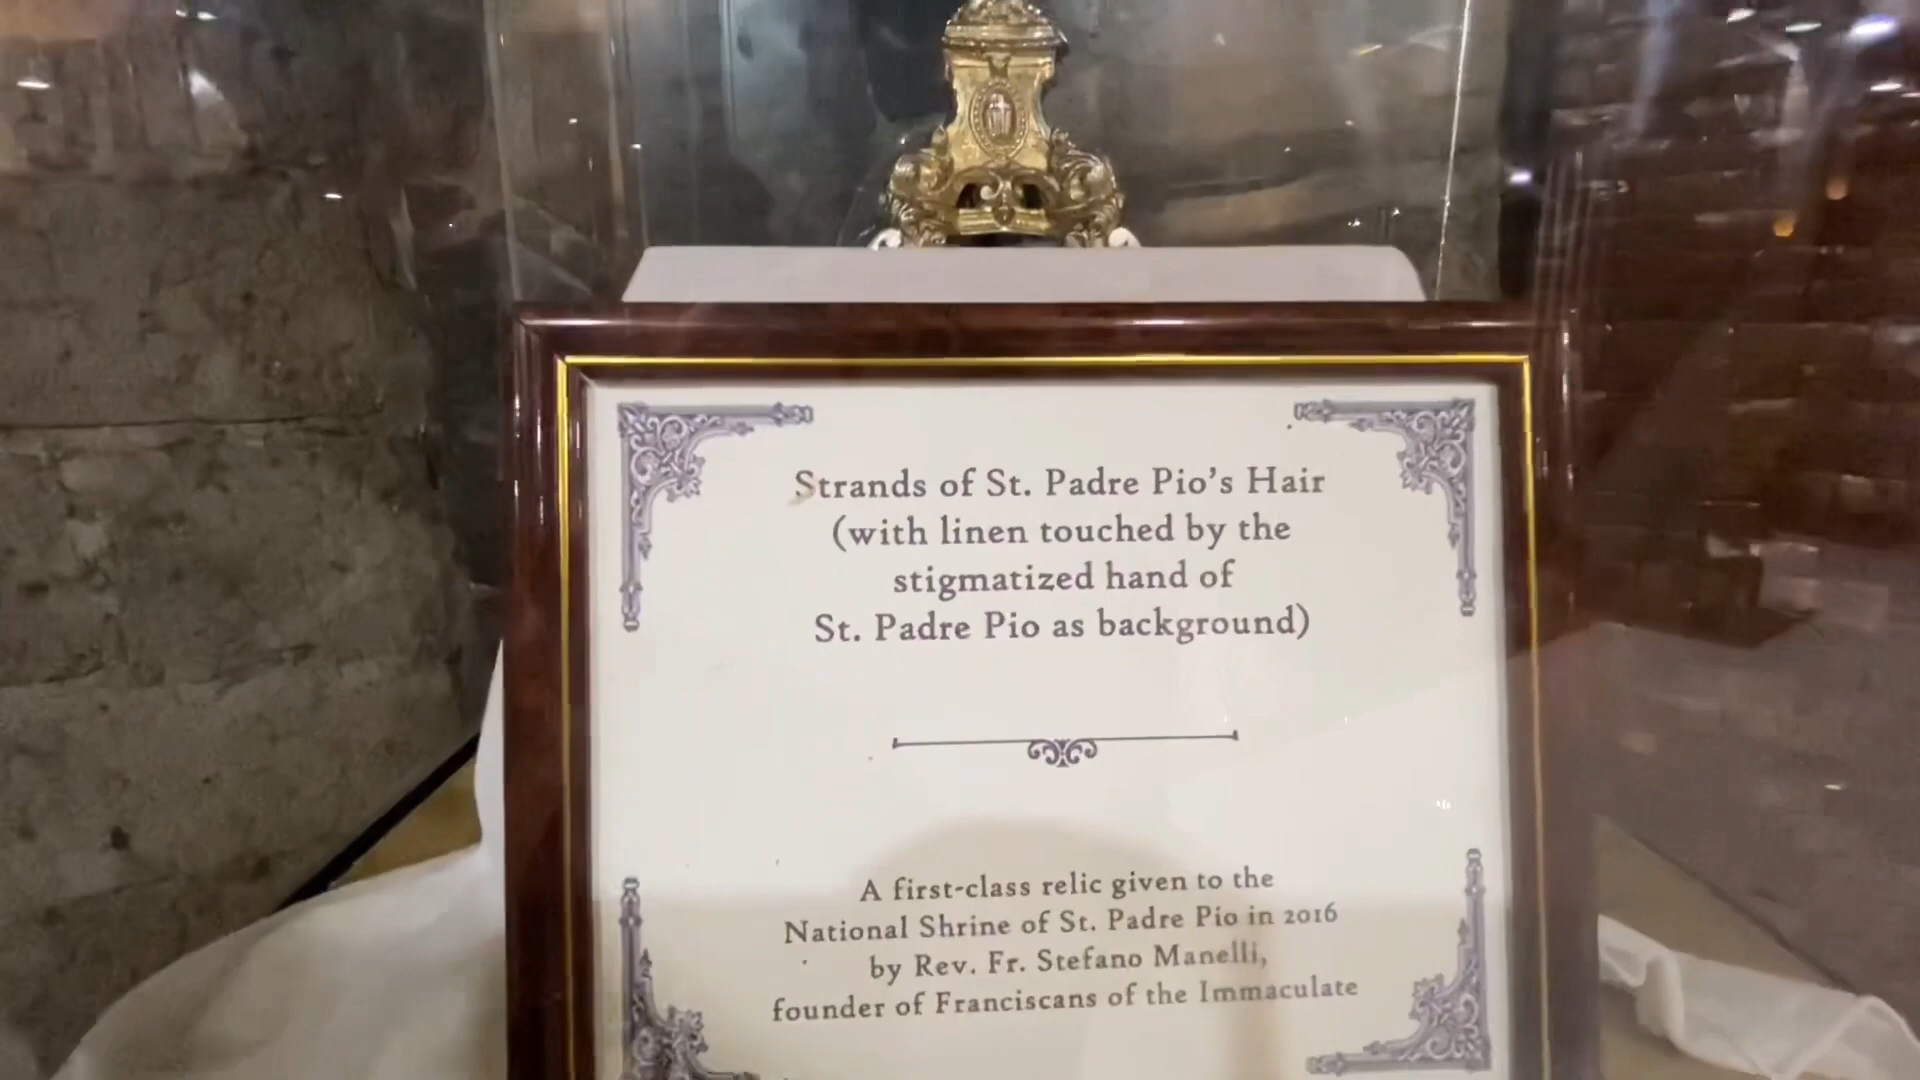 Strands of St. Padre Pio's Hair
(with linen touched by the
stigmatized hand of
St. Padre Pio as background)
A first-class relic given to the
National Shrine of St. Padre Pio in 2016
by Rev. Fr. Stefano Manelli,
founder of Franciscans of the Immaculate